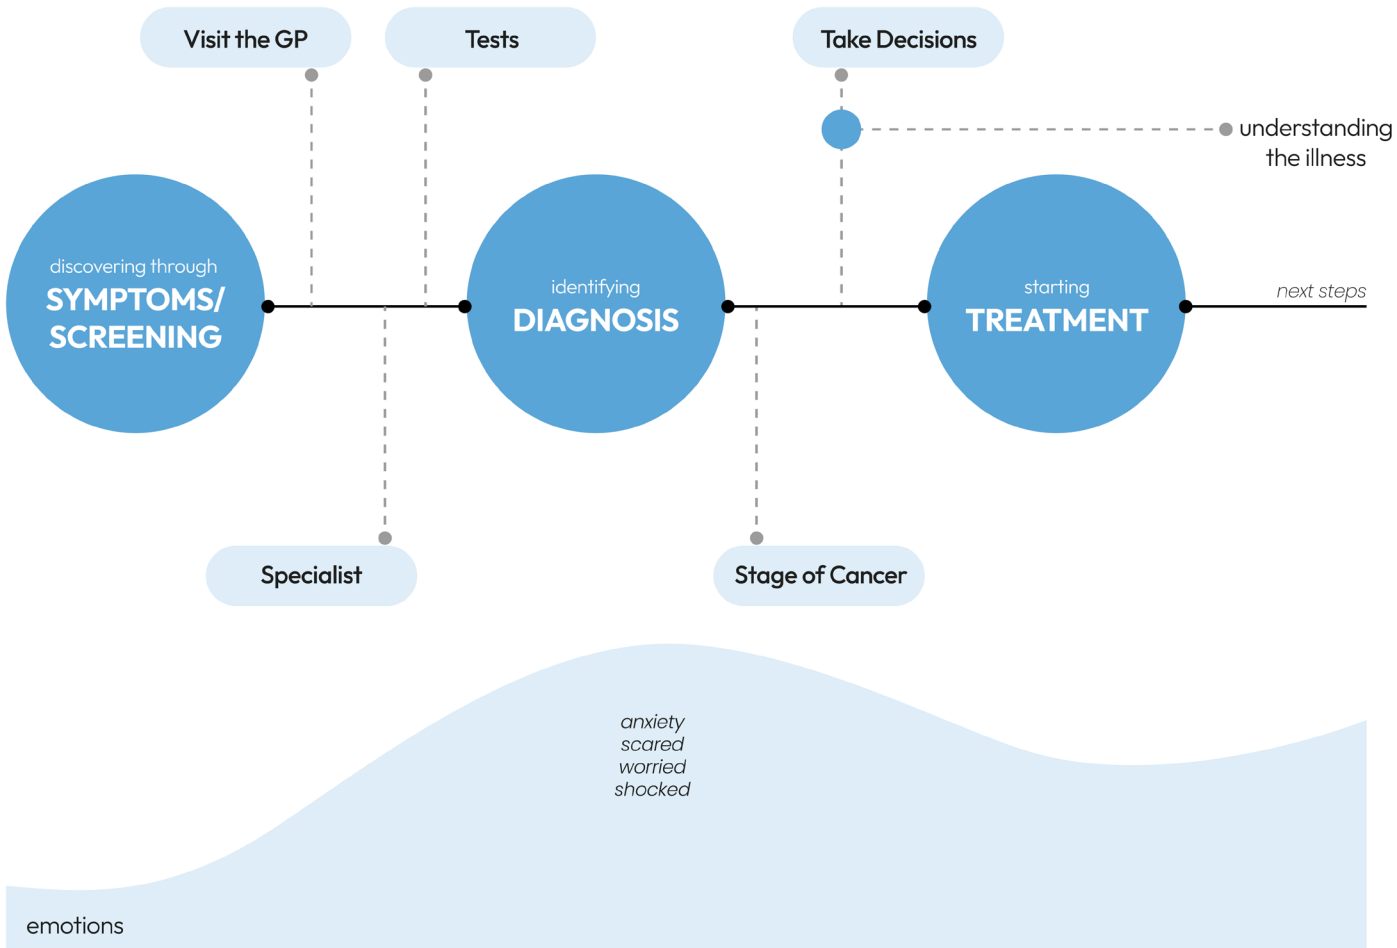 Visit the GP
Tests
Take Decisions
understanding
the illness
discovering through
SYMPTOMS/
SCREENING
identifying
DIAGNOSIS
starting
TREATMENT
next steps
Specialist
Stage of Cancer
anxiety
scared
worried
shocked
emotions